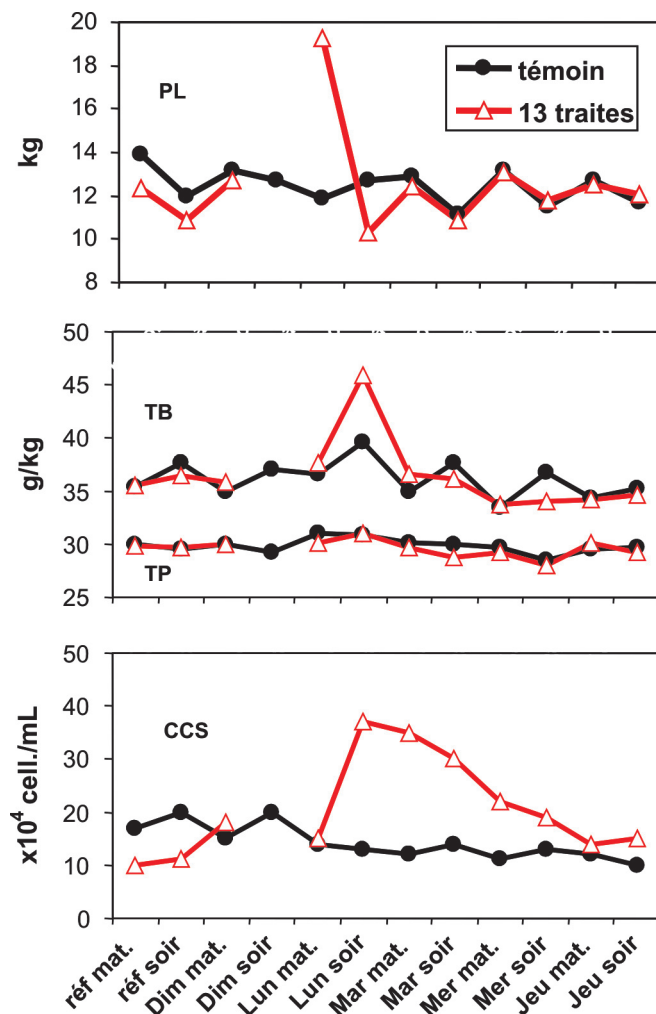 20
18
16
14
12
10
8
kg
PL
témoin
13 traites
50
45
40
35
30
25
g/kg
TB
TP
50
40
30
20
10
0
x10⁴ cell./mL
CCS
réf mat.
réf soir
Dim mat.
Dim soir
Lun mat.
Lun soir
Mar mat.
Mar soir
Mer mat.
Mer soir
Jeu mat.
Jeu soir